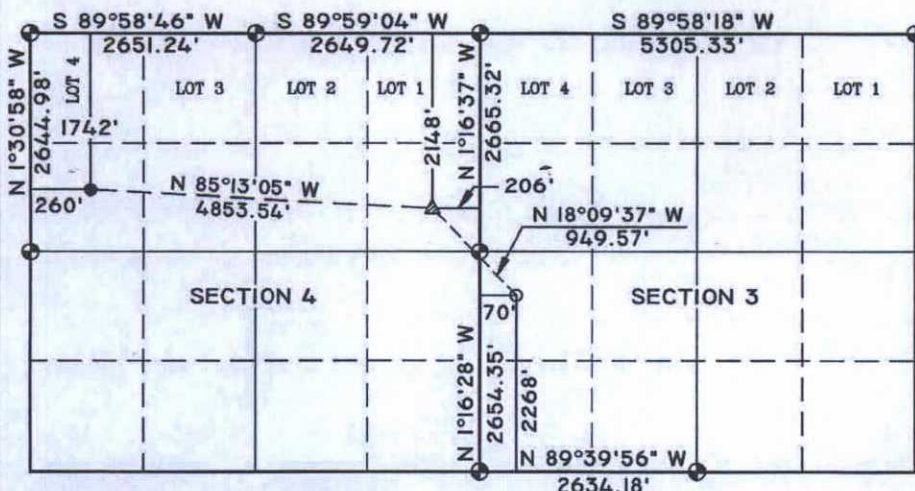 S 89°58'46" W S 89°59'04" W S 89°58'18" W
2651.24' 2649.72' 5305.33'
N 1°30'58" W
2644.98'
LOT 4
LOT 3
LOT 2
LOT 1
2148'
N 1°16'37" W
2665.32'
LOT 4
LOT 3
LOT 2
LOT 1
1742'
260'
N 85°13'05" W
4853.54'
206'
N 18°09'37" W
949.57'
SECTION 4
SECTION 3
70'
N 1°16'28" W
2654.35'
2268'
N 89°39'56" W
2634.18'